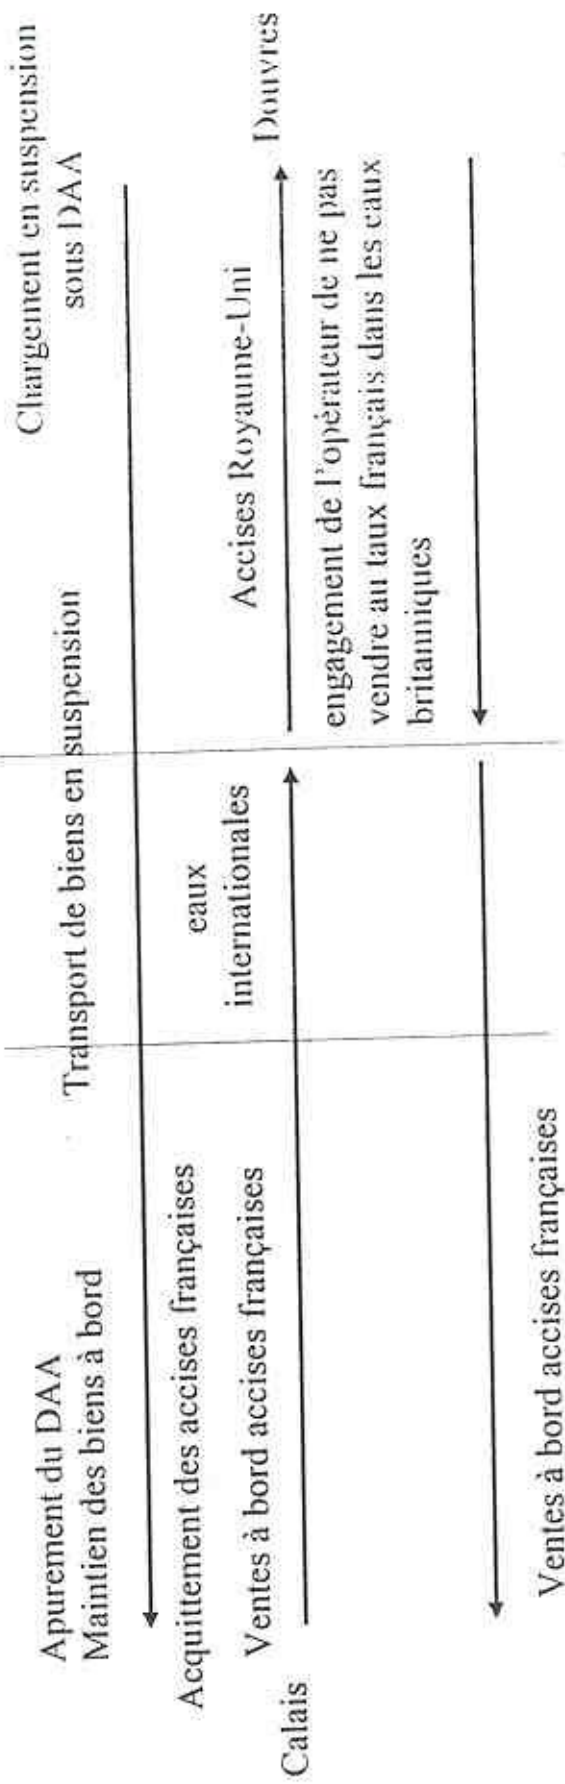 Chargement en suspension
sous DAA
Transport de biens en suspension
Apurement du DAA
Maintien des biens à bord
Acquittement des accises françaises
Ventes à bord accises françaises
Calais
eaux
internationales
Accises Royaume-Uni
Douvres
engagement de l'opérateur de ne pas
vendre au taux français dans les eaux
britanniques
Ventes à bord accises françaises